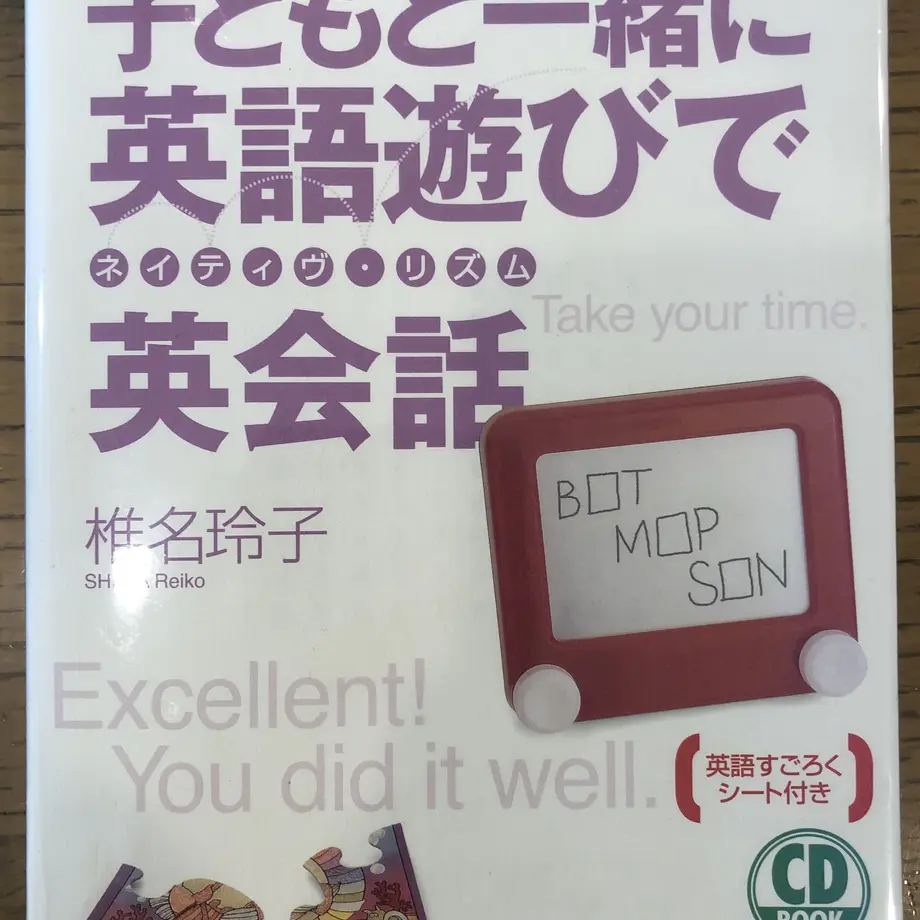 子どもと一緒に
英語遊びで
ネイティヴ・リズム
英会話
Take your time.
B□T
M□P
S□N
椎名玲子
Reiko
Excellent!
You did it well.
英語すごろく
シート付き
CD
BOOK